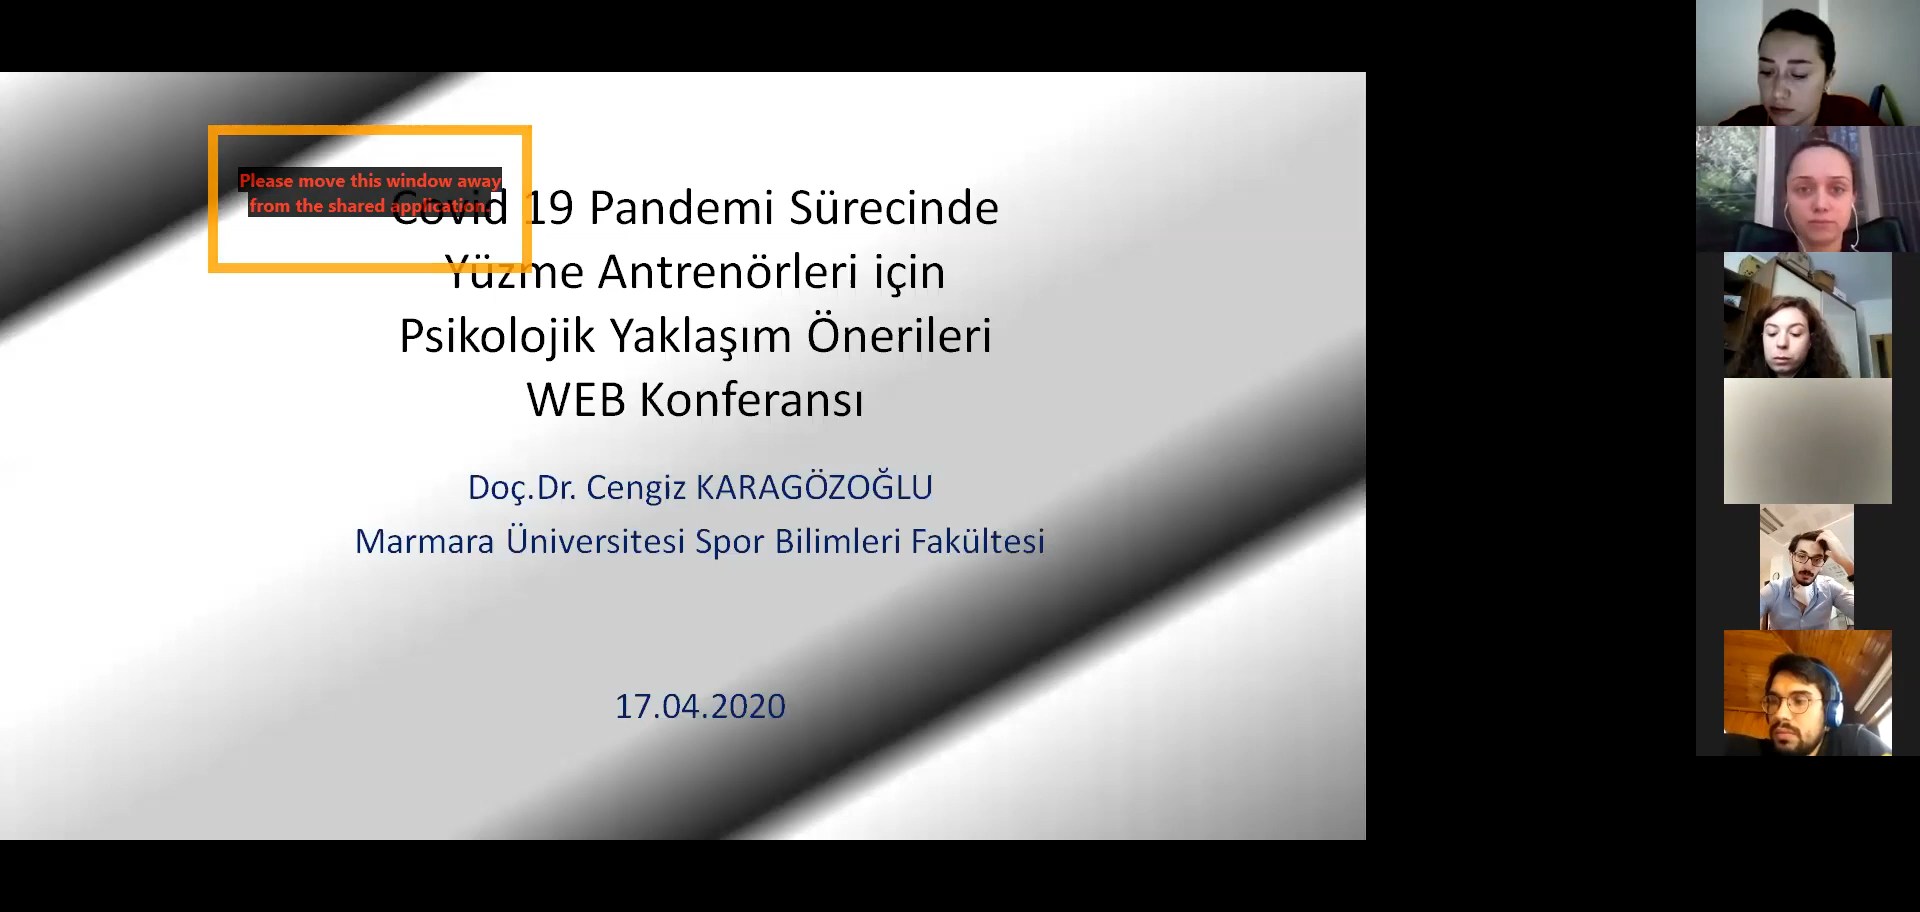 Please move this window away
from the shared application.
Covid 19 Pandemi Sürecinde
Yüzme Antrenörleri için
Psikolojik Yaklaşım Önerileri
WEB Konferansı
Doç.Dr. Cengiz KARAGÖZOĞLU
Marmara Üniversitesi Spor Bilimleri Fakültesi
17.04.2020